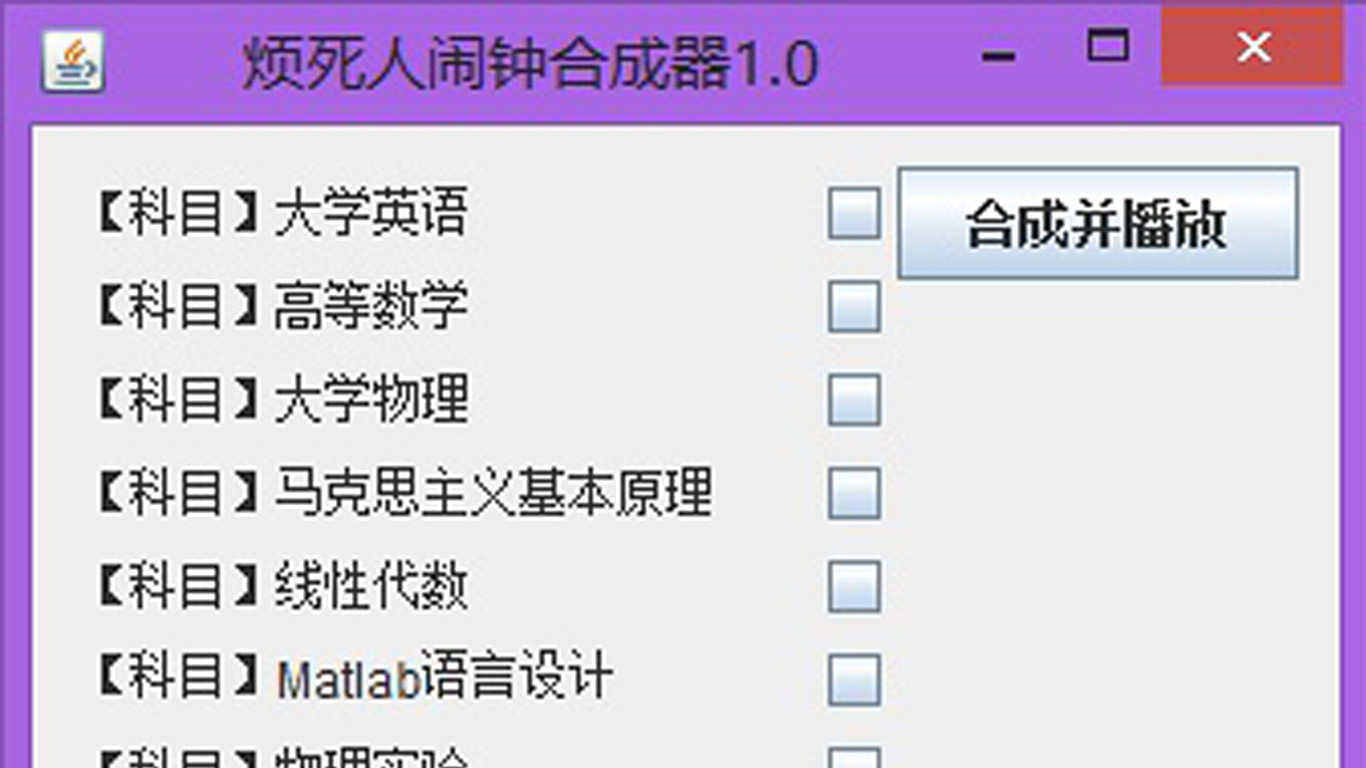 烦死人闹钟合成器1.0
【科目】大学英语
合成并播放
【科目】高等数学
【科目】大学物理
【科目】马克思主义基本原理
【科目】线性代数
【科目】Matlab语言设计
【科目】物理实验